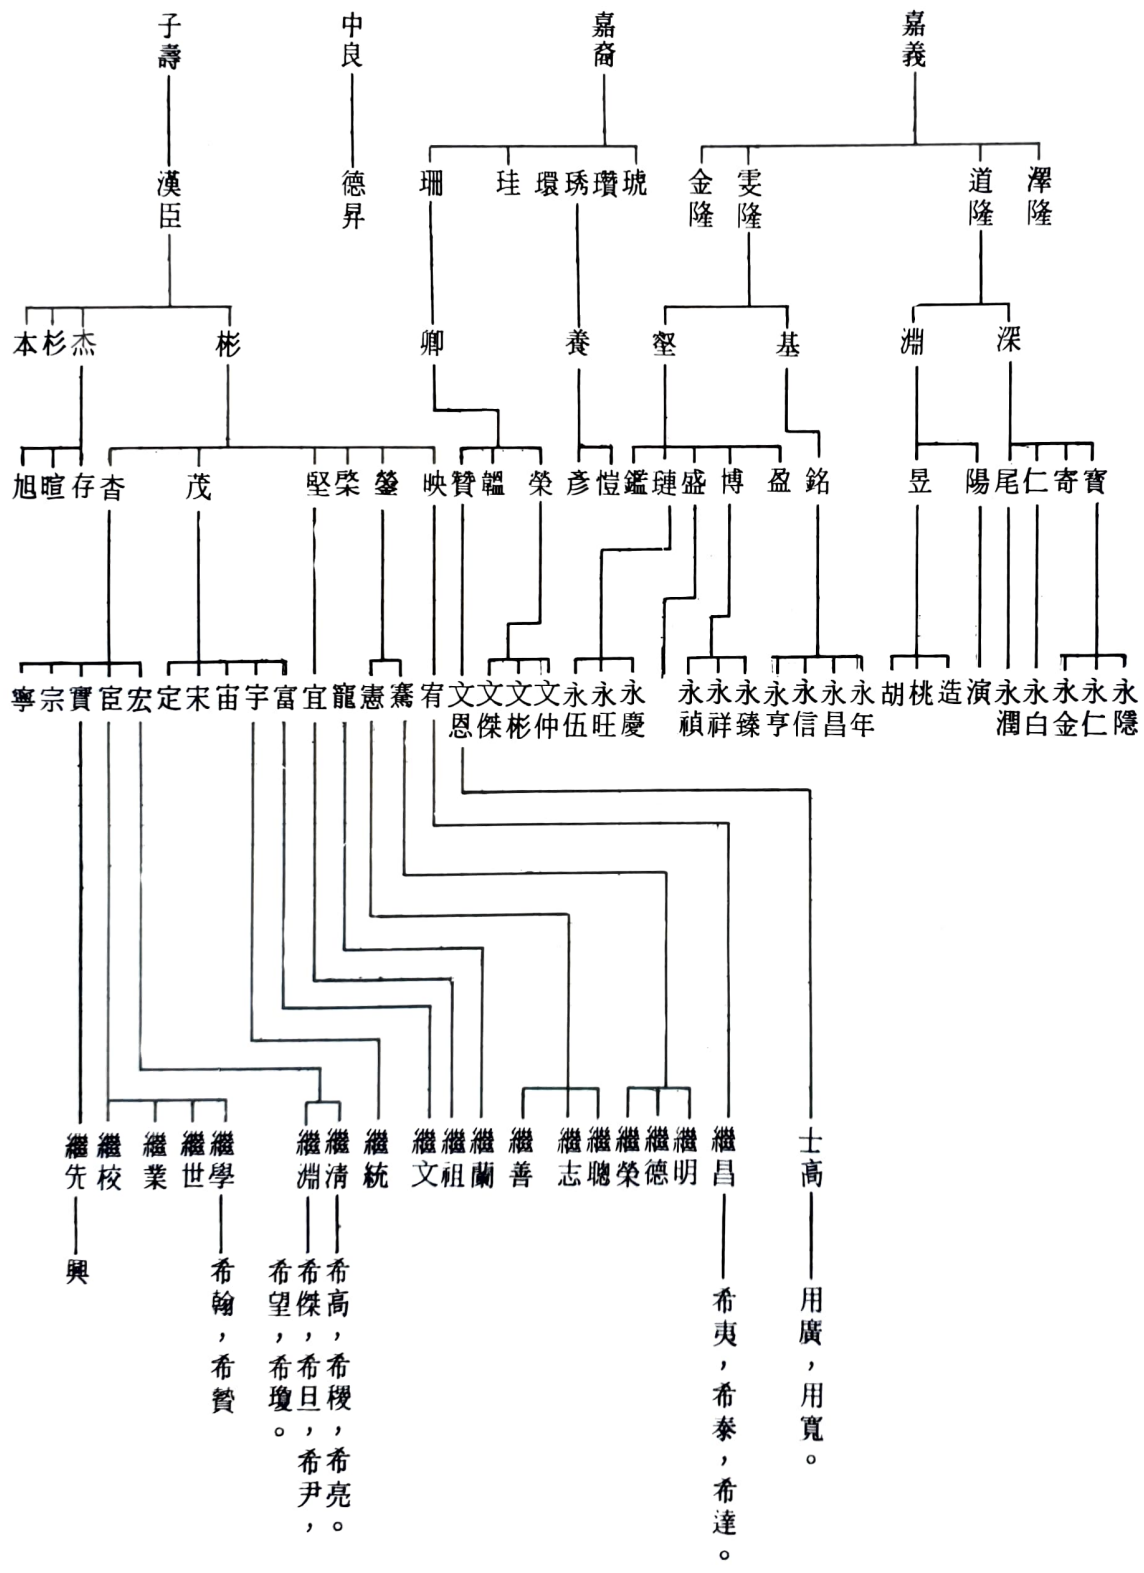 嘉義
嘉裔
中良
子壽
澤隆
道隆
雯隆
金隆
琥
瓚
琇
環
珪
珊
德昇
漢臣
深
淵
基
壑
養
卿
彬
杰
杉
本
寶
寄
仁
尾
陽
昱
銘
盈
博
盛
璉
鑑
愷
彥
榮
韞
贊
映
鎣
棨
堅
茂
杳
存
暄
旭
永隱
永仁
永金
永白
永潤
演
造
桃
胡
永年
永昌
永信
永亨
永臻
永祥
永禎
永慶
永旺
永伍
文仲
文彬
文傑
文恩
宥
騫
憲
寵
宜
富
宇
宙
宋
定
宏
宦
實
宗
寧
士高
繼昌
繼明
繼德
繼榮
繼聰
繼志
繼善
繼蘭
繼祖
繼文
繼統
繼淸
繼淵
繼學
繼世
繼業
繼校
繼先
用廣，用寬。
希夷，希泰，希達。
希高，希稷，希亮。
希傑，希旦，希尹，
希望，希瓊。
希翰，希贊
興